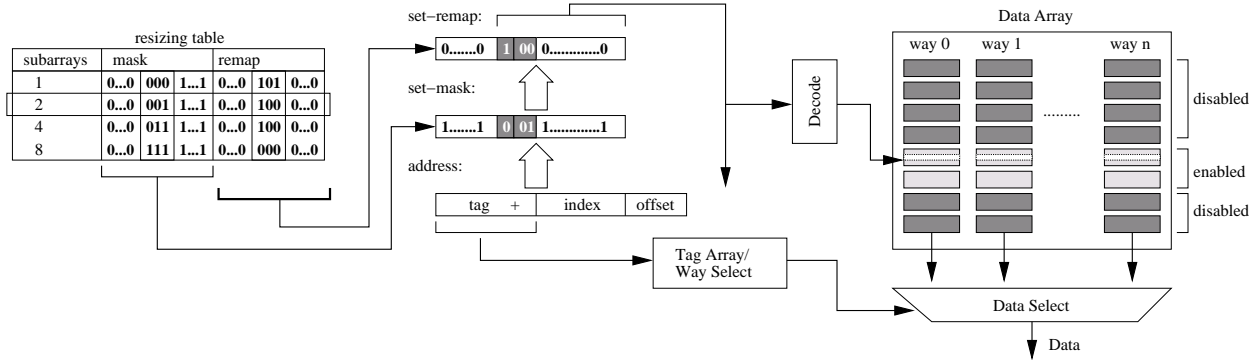 resizing table
subarrays mask remap
1 0...0 000 1...1 0...0 101 0...0
2 0...0 001 1...1 0...0 100 0...0
4 0...0 011 1...1 0...0 100 0...0
8 0...0 111 1...1 0...0 000 0...0
set−remap:
0.......0 1 00 0............0
set−mask:
1.......1 0 01 1............1
address:
tag + index offset
Tag Array/
Way Select
Decode
Data Array
way 0 way 1 way n
.........
disabled
enabled
disabled
Data Select
Data